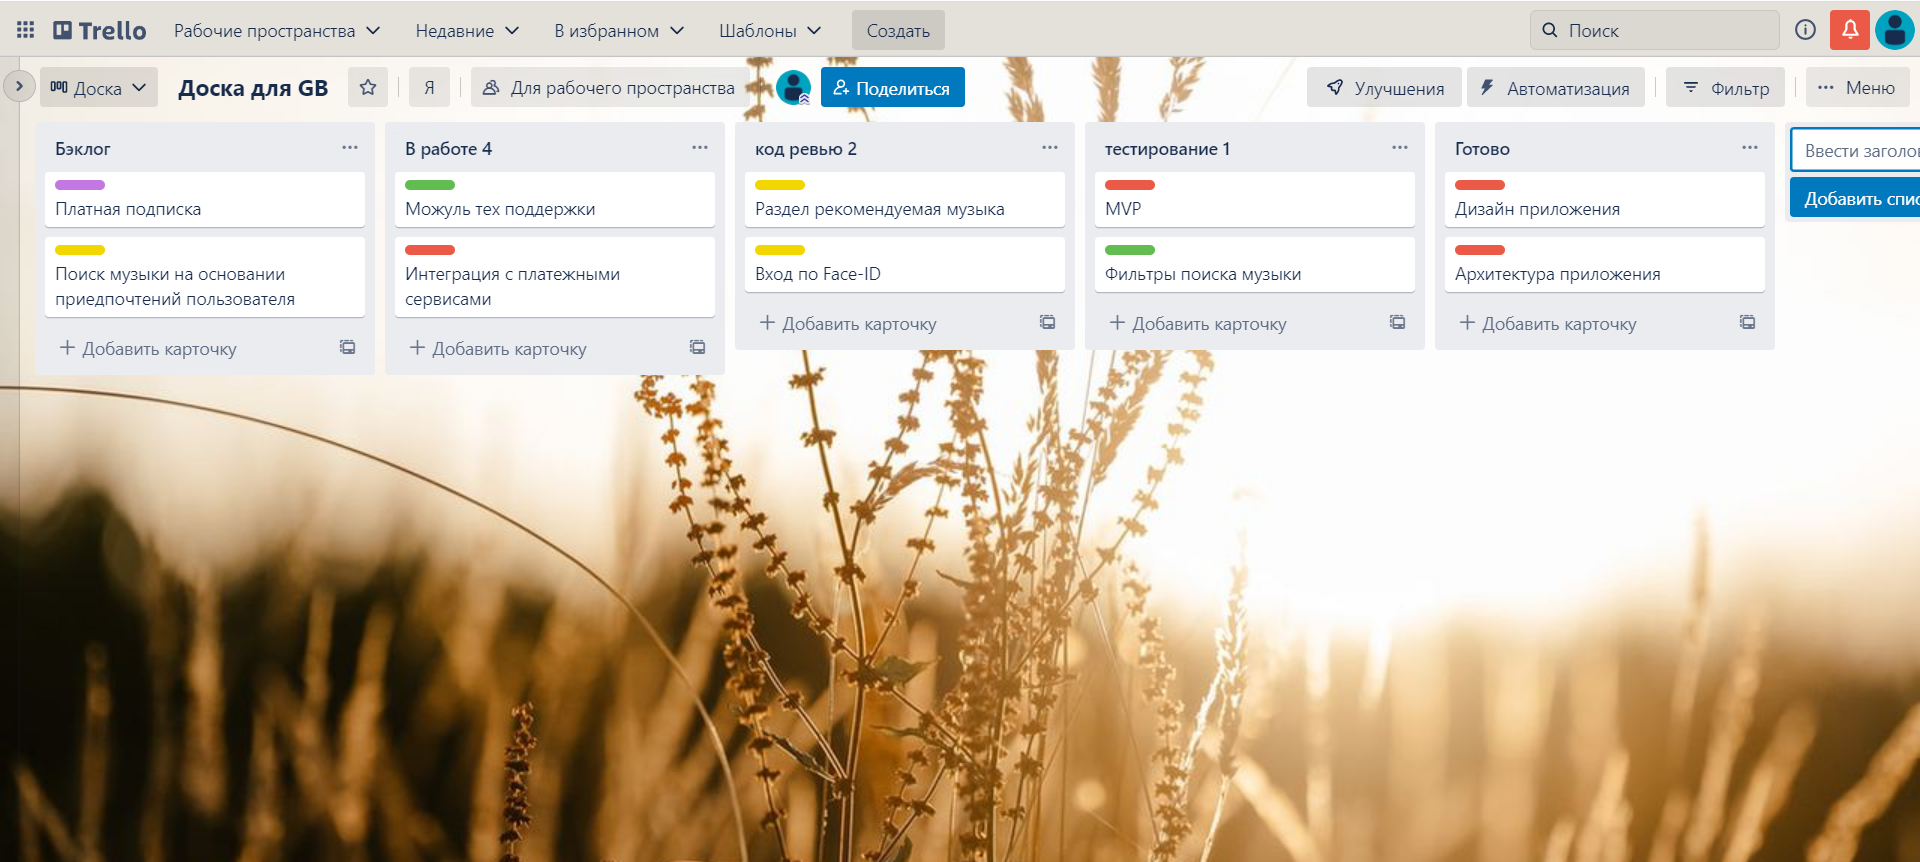 Trello
Рабочие пространства
Недавние
В избранном
Шаблоны
Создать
Поиск
Доска
Доска для GB
Я
Для рабочего пространства
Поделиться
Улучшения
Автоматизация
Фильтр
Меню
Бэклог
Платная подписка
Поиск музыки на основании
приедпочтений пользователя
Добавить карточку
В работе 4
Можуль тех поддержки
Интеграция с платежными
сервисами
Добавить карточку
код ревью 2
Раздел рекомендуемая музыка
Вход по Face-ID
Добавить карточку
тестирование 1
MVP
Фильтры поиска музыки
Добавить карточку
Готово
Дизайн приложения
Архитектура приложения
Добавить карточку
Ввести заголов
Добавить спис